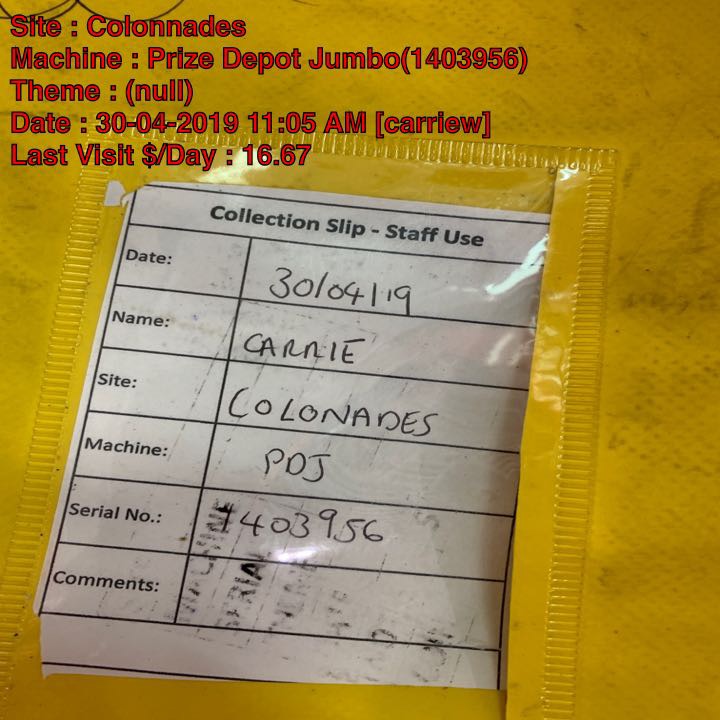 Site : Colonnades
Machine : Prize Depot Jumbo(1403956)
Theme : (null)
Date : 30-04-2019 11:05 AM [carriew]
Last Visit $/Day : 16.67
Collection Slip - Staff Use
Date: 30/04/19
Name: CARRIE
Site: COLONADES
Machine: PDJ
Serial No.: 1403956
Comments: